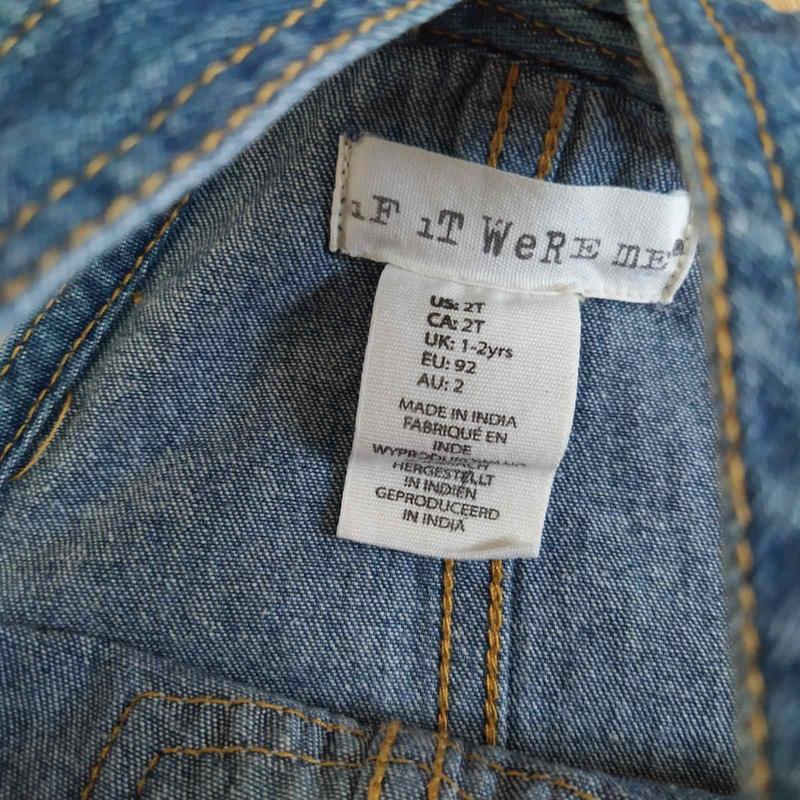 iF iT WeRE mE
US: 2T
CA: 2T
UK: 1-2yrs
EU: 92
AU: 2
MADE IN INDIA
FABRIQUÉ EN
INDE
HERGESTELLT
IN INDIEN
GEPRODUCEERD
IN INDIA